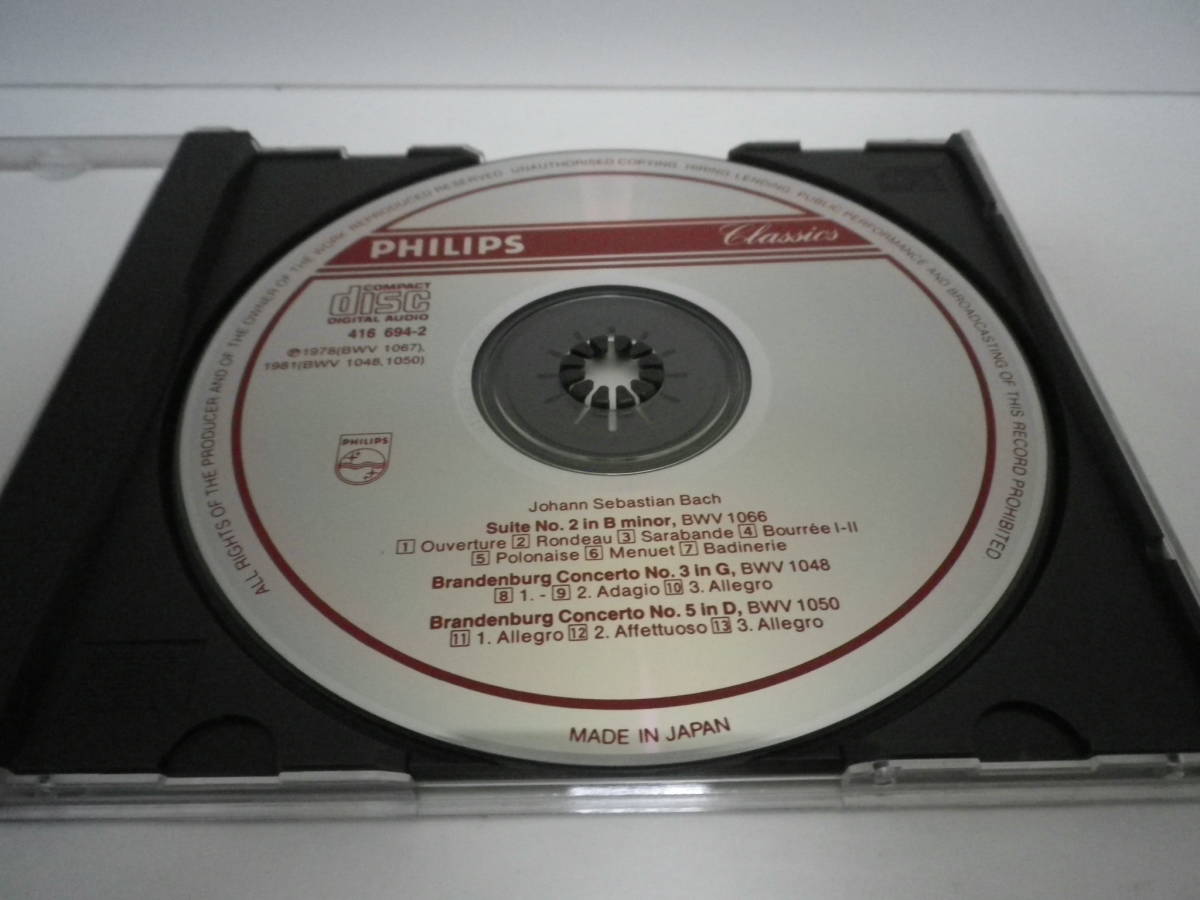 ALL RIGHTS OF THE PRODUCER AND OF THE OWNER OF THE WORK REPRODUCED RESERVED. UNAUTHORISED COPYING, HIRING, LENDING, PUBLIC PERFORMANCE AND BROADCASTING OF THIS RECORD PROHIBITED
PHILIPS Classics
COMPACT
disc
DIGITAL AUDIO
416 694-2
℗1978(BWV 1067),
1981(BWV 1048,1050)
PHILIPS
Johann Sebastian Bach
Suite No. 2 in B minor, BWV 1066
1 Ouverture 2 Rondeau 3 Sarabande 4 Bourrée I-II
5 Polonaise 6 Menuet 7 Badinerie
Brandenburg Concerto No. 3 in G, BWV 1048
8 1. - 9 2. Adagio 10 3. Allegro
Brandenburg Concerto No. 5 in D, BWV 1050
11 1. Allegro 12 2. Affettuoso 13 3. Allegro
MADE IN JAPAN